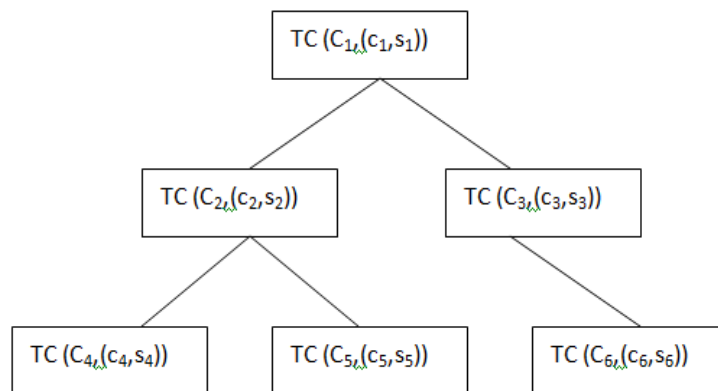 TC (C₁,(c₁,s₁))
TC (C₂,(c₂,s₂))
TC (C₃,(c₃,s₃))
TC (C₄,(c₄,s₄))
TC (C₅,(c₅,s₅))
TC (C₆,(c₆,s₆))